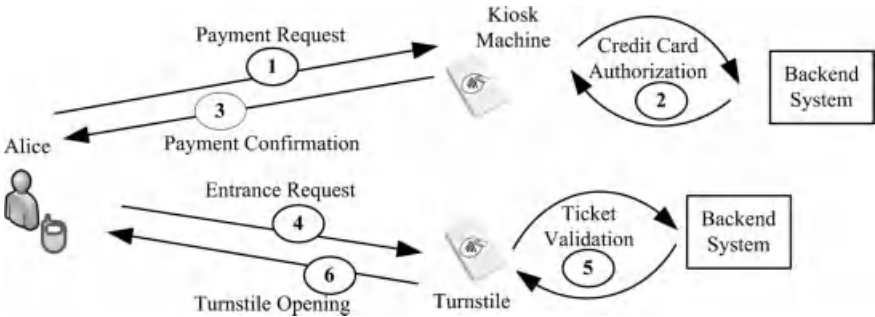 Payment Request
1
Kiosk
Machine
Credit Card
Authorization
2
Backend
System
3
Payment Confirmation
Alice
Entrance Request
4
Ticket
Validation
5
Backend
System
6
Turnstile Opening
Turnstile